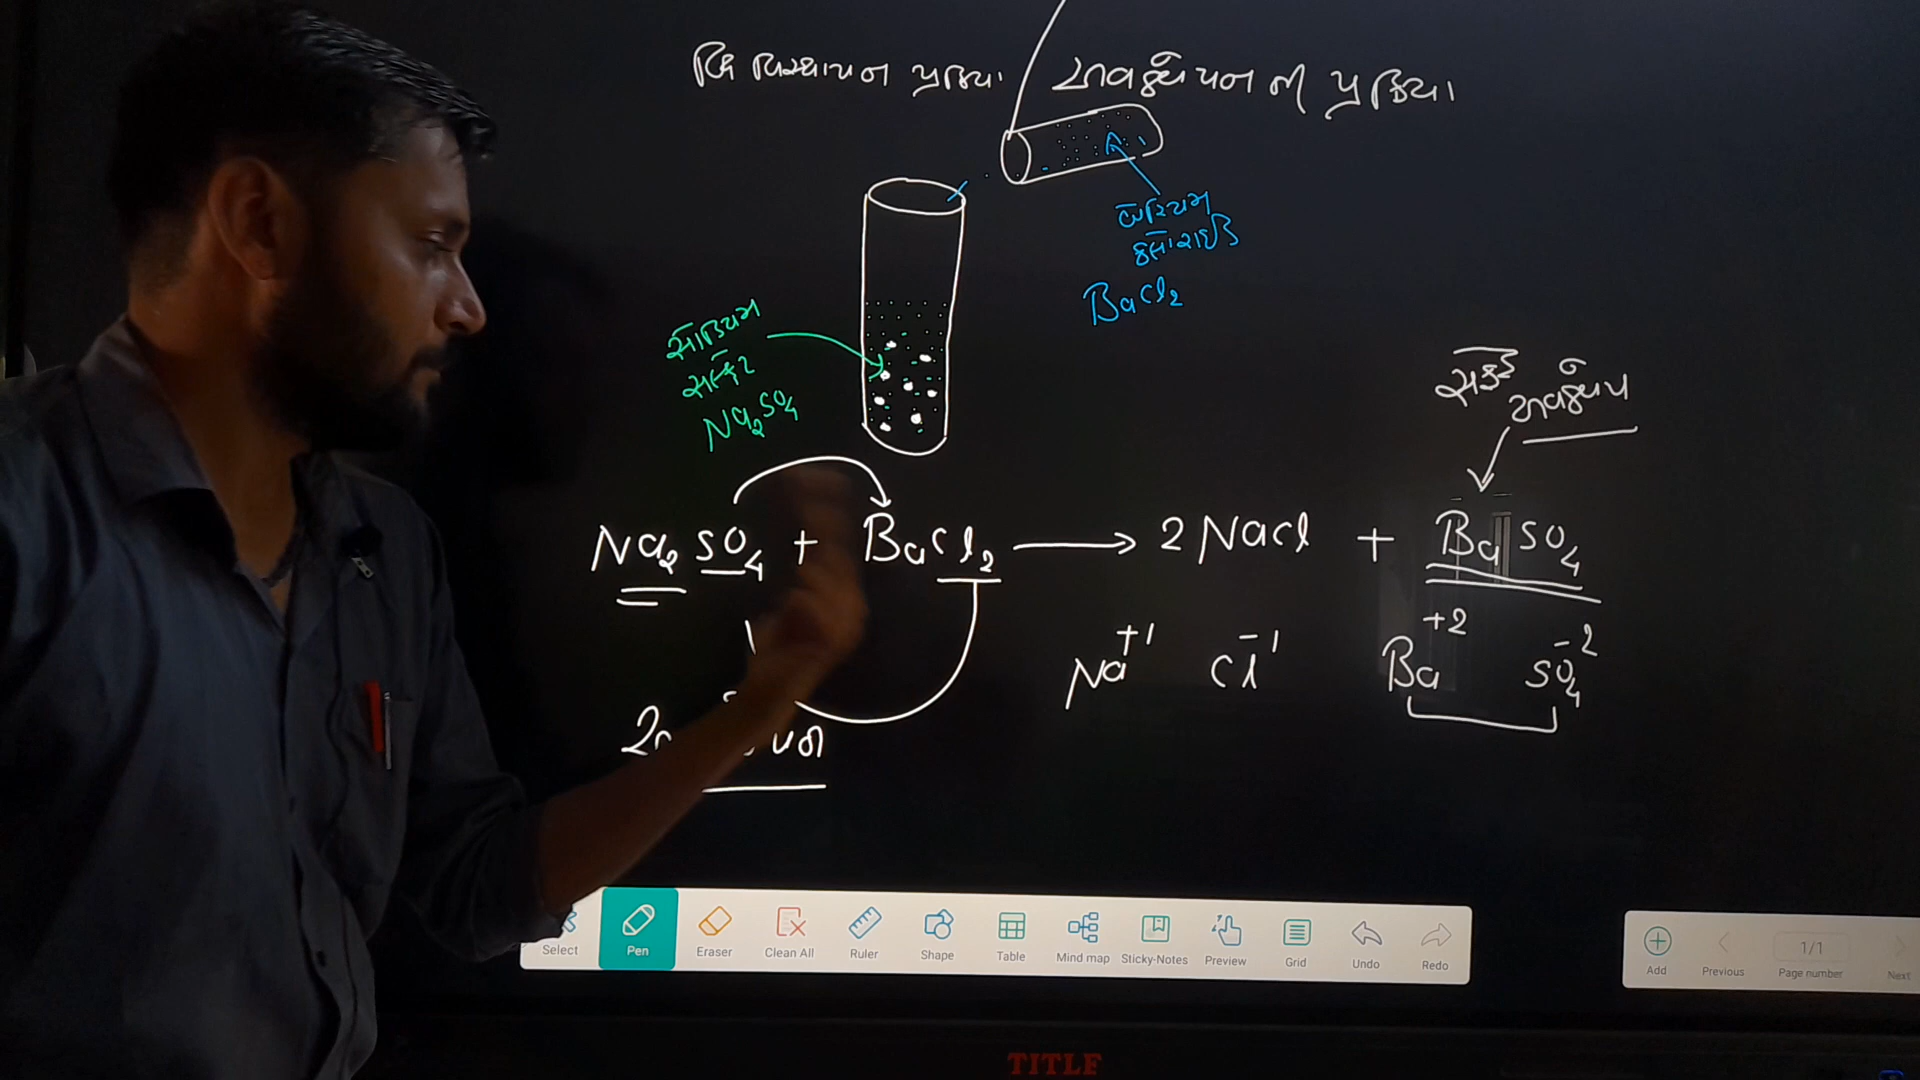 દ્વિ વિસ્થાપન પ્રક્રિયા / અવક્ષેપન ની પ્રક્રિયા
બેરિયમ
ક્લોરાઈડ
BaCl₂
સોડિયમ
સલ્ફેટ
Na₂SO₄
સફેદ
અવક્ષેપ
Na₂SO₄ + BaCl₂ ⟶ 2NaCl + BaSO₄
Na⁺¹ Cl⁻¹ Ba⁺² SO₄⁻²
Select Pen Eraser Clean All Ruler Shape Table Mind map Sticky-Notes Preview Grid Undo Redo
Add Previous 1/1 Page number Next
TITLE